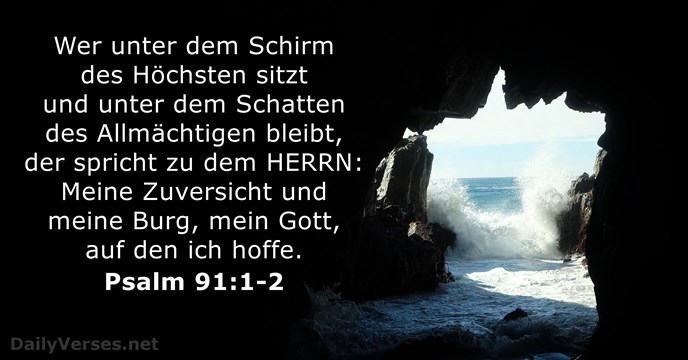 Wer unter dem Schirm
des Höchsten sitzt
und unter dem Schatten
des Allmächtigen bleibt,
der spricht zu dem HERRN:
Meine Zuversicht und
meine Burg, mein Gott,
auf den ich hoffe.
Psalm 91:1-2
DailyVerses.net